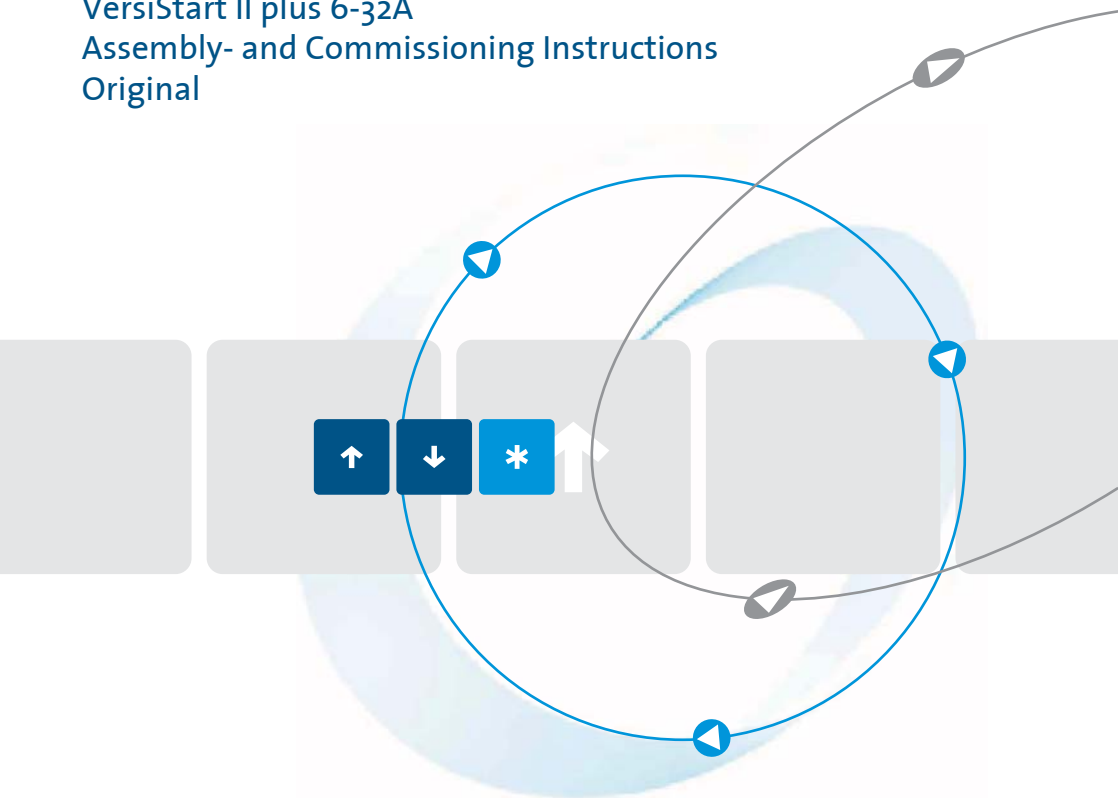 VersiStart II plus 6-32A
Assembly- and Commissioning Instructions
Original